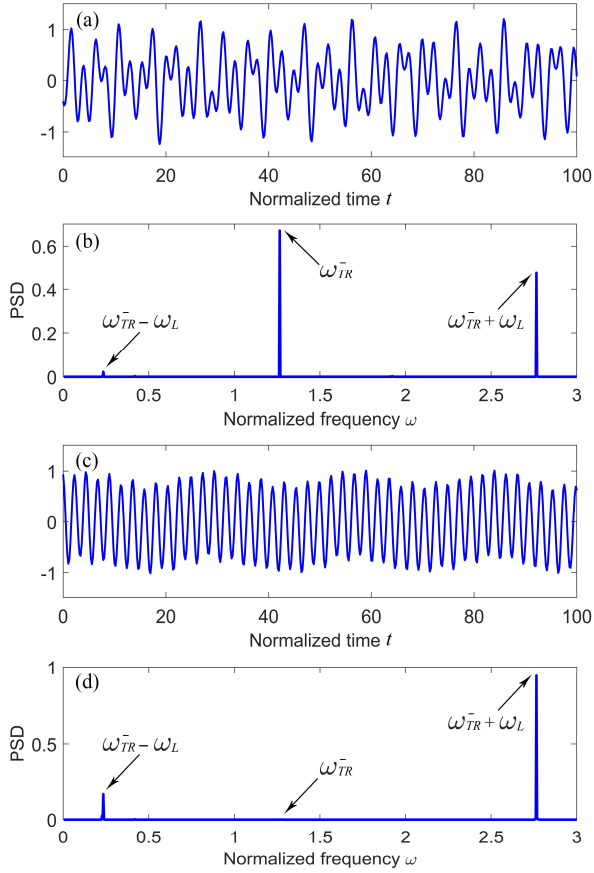 (a)
1
0
-1
0 20 40 60 80 100
Normalized time t
(b)
PSD
0.6
0.4
0.2
0
ω⁻TR
ω⁻TR − ωL
ω⁻TR + ωL
0 0.5 1 1.5 2 2.5 3
Normalized frequency ω
(c)
1
0
-1
0 20 40 60 80 100
Normalized time t
(d)
PSD
1
0.5
0
ω⁻TR + ωL
ω⁻TR − ωL
ω⁻TR
0 0.5 1 1.5 2 2.5 3
Normalized frequency ω